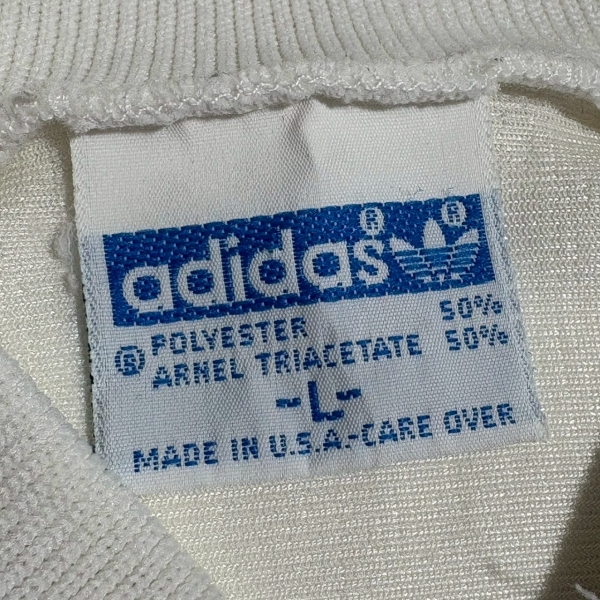 adidas® ®
POLYESTER 50%
ARNEL TRIACETATE 50%
-L-
MADE IN U.S.A.-CARE OVER